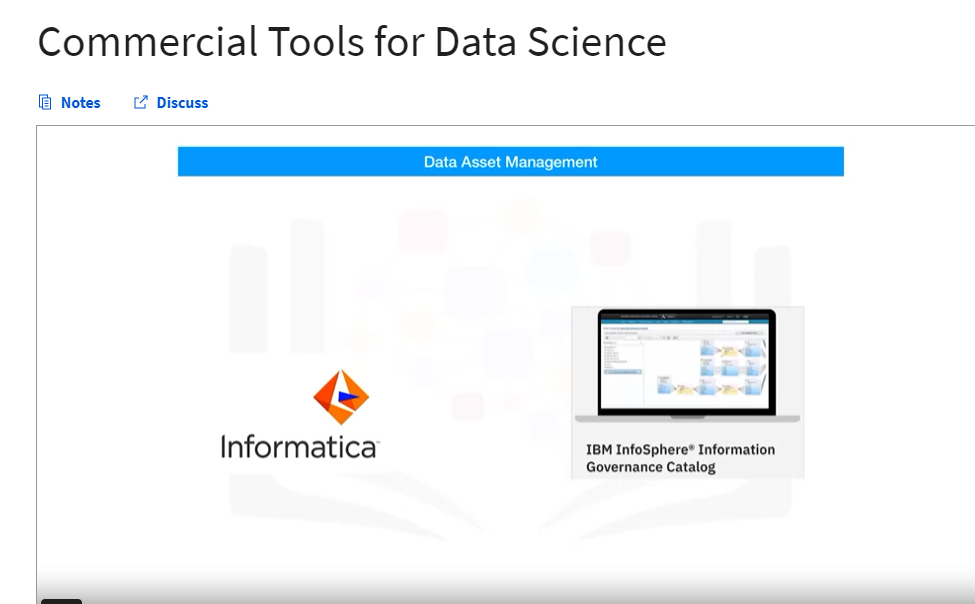 Commercial Tools for Data Science
Notes
Discuss
Data Asset Management
Informatica
IBM InfoSphere® Information
Governance Catalog